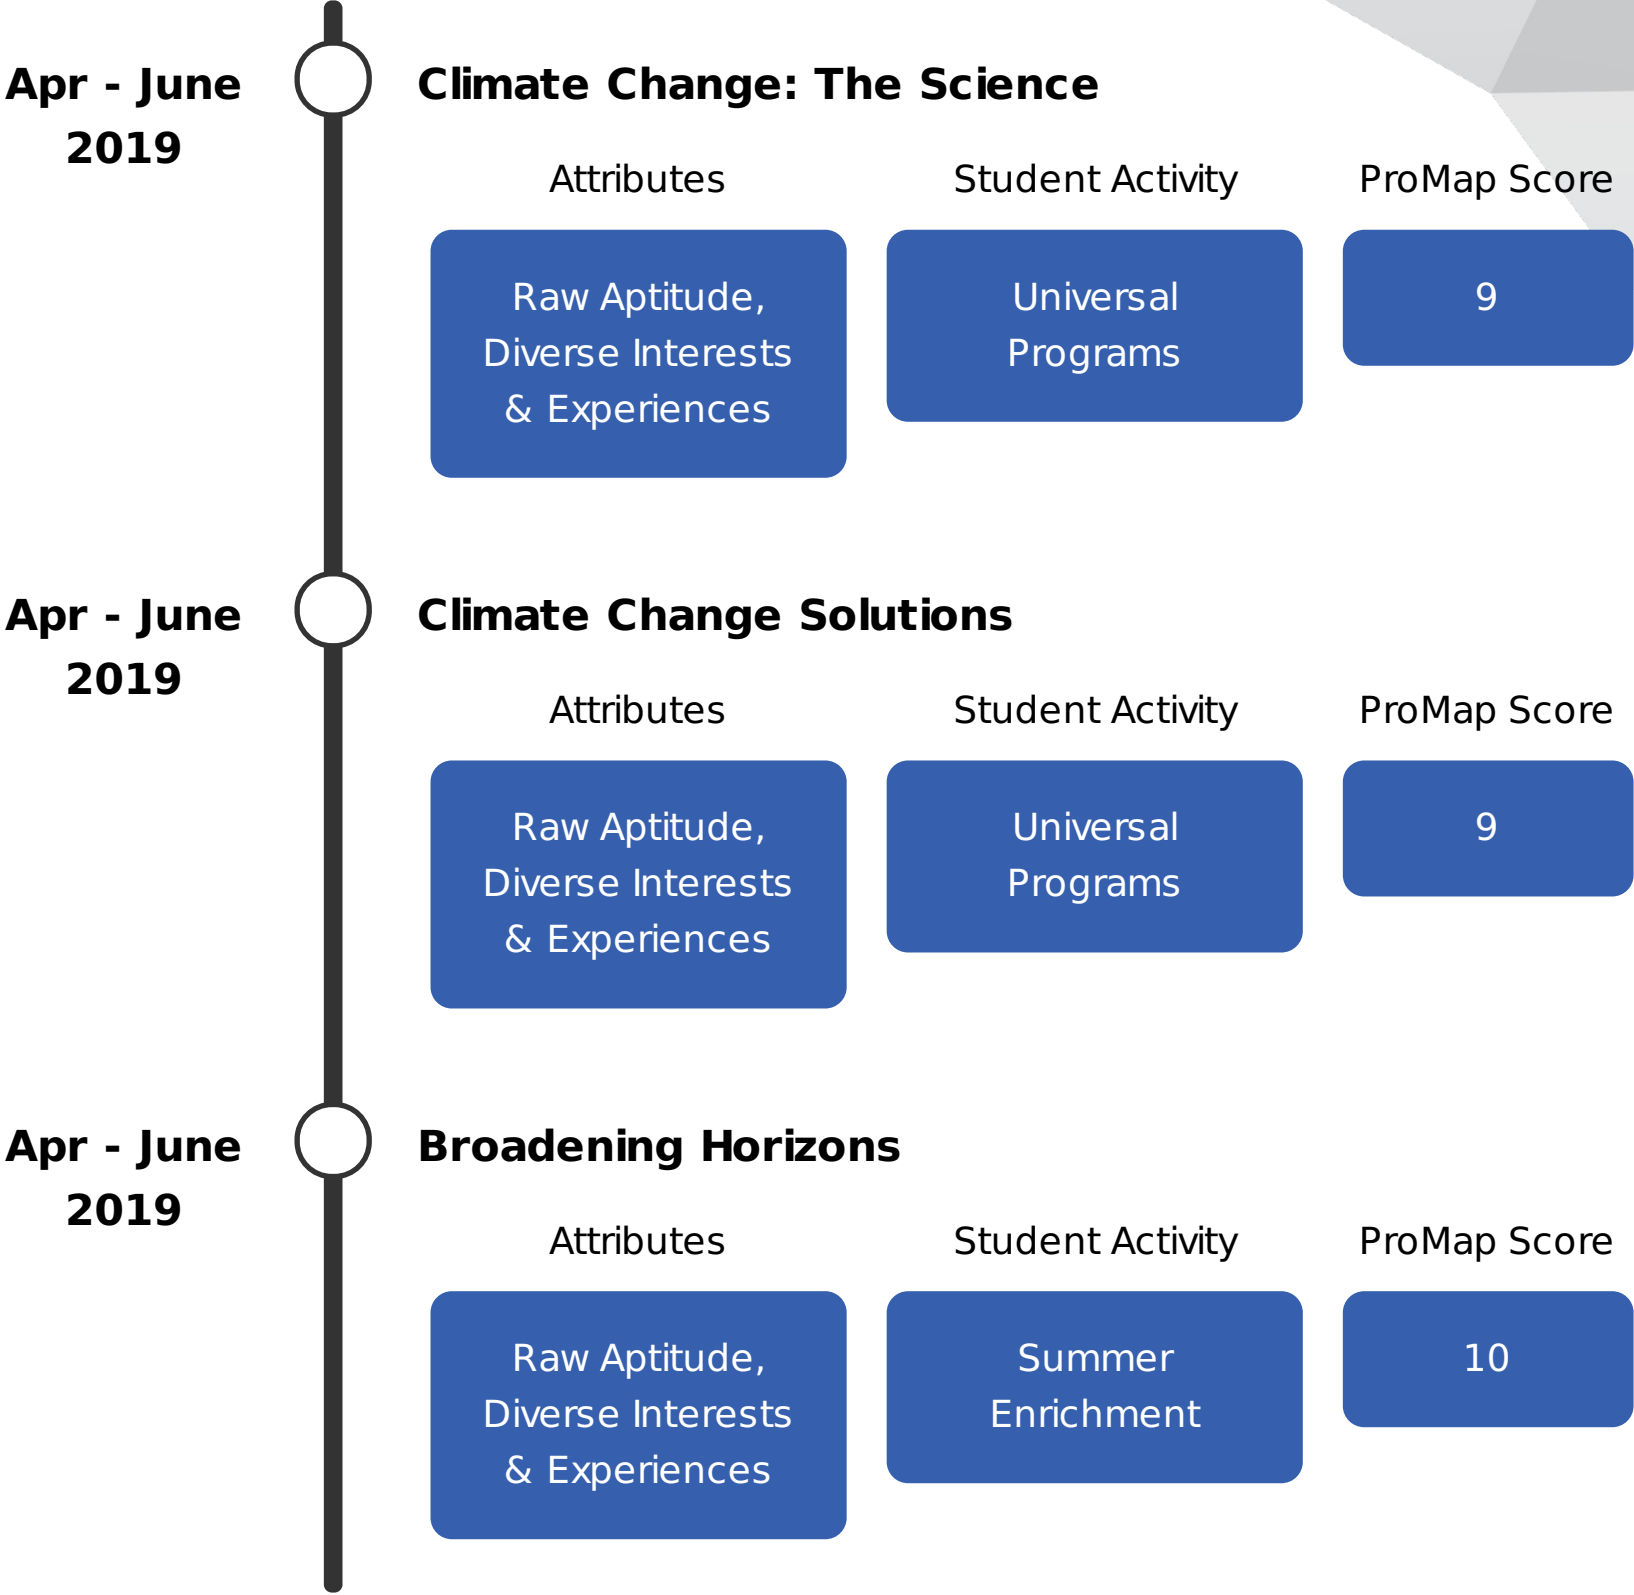 Apr - June
2019
Climate Change: The Science
Attributes
Student Activity
ProMap Score
Raw Aptitude,
Diverse Interests
& Experiences
Universal
Programs
9
Apr - June
2019
Climate Change Solutions
Attributes
Student Activity
ProMap Score
Raw Aptitude,
Diverse Interests
& Experiences
Universal
Programs
9
Apr - June
2019
Broadening Horizons
Attributes
Student Activity
ProMap Score
Raw Aptitude,
Diverse Interests
& Experiences
Summer
Enrichment
10